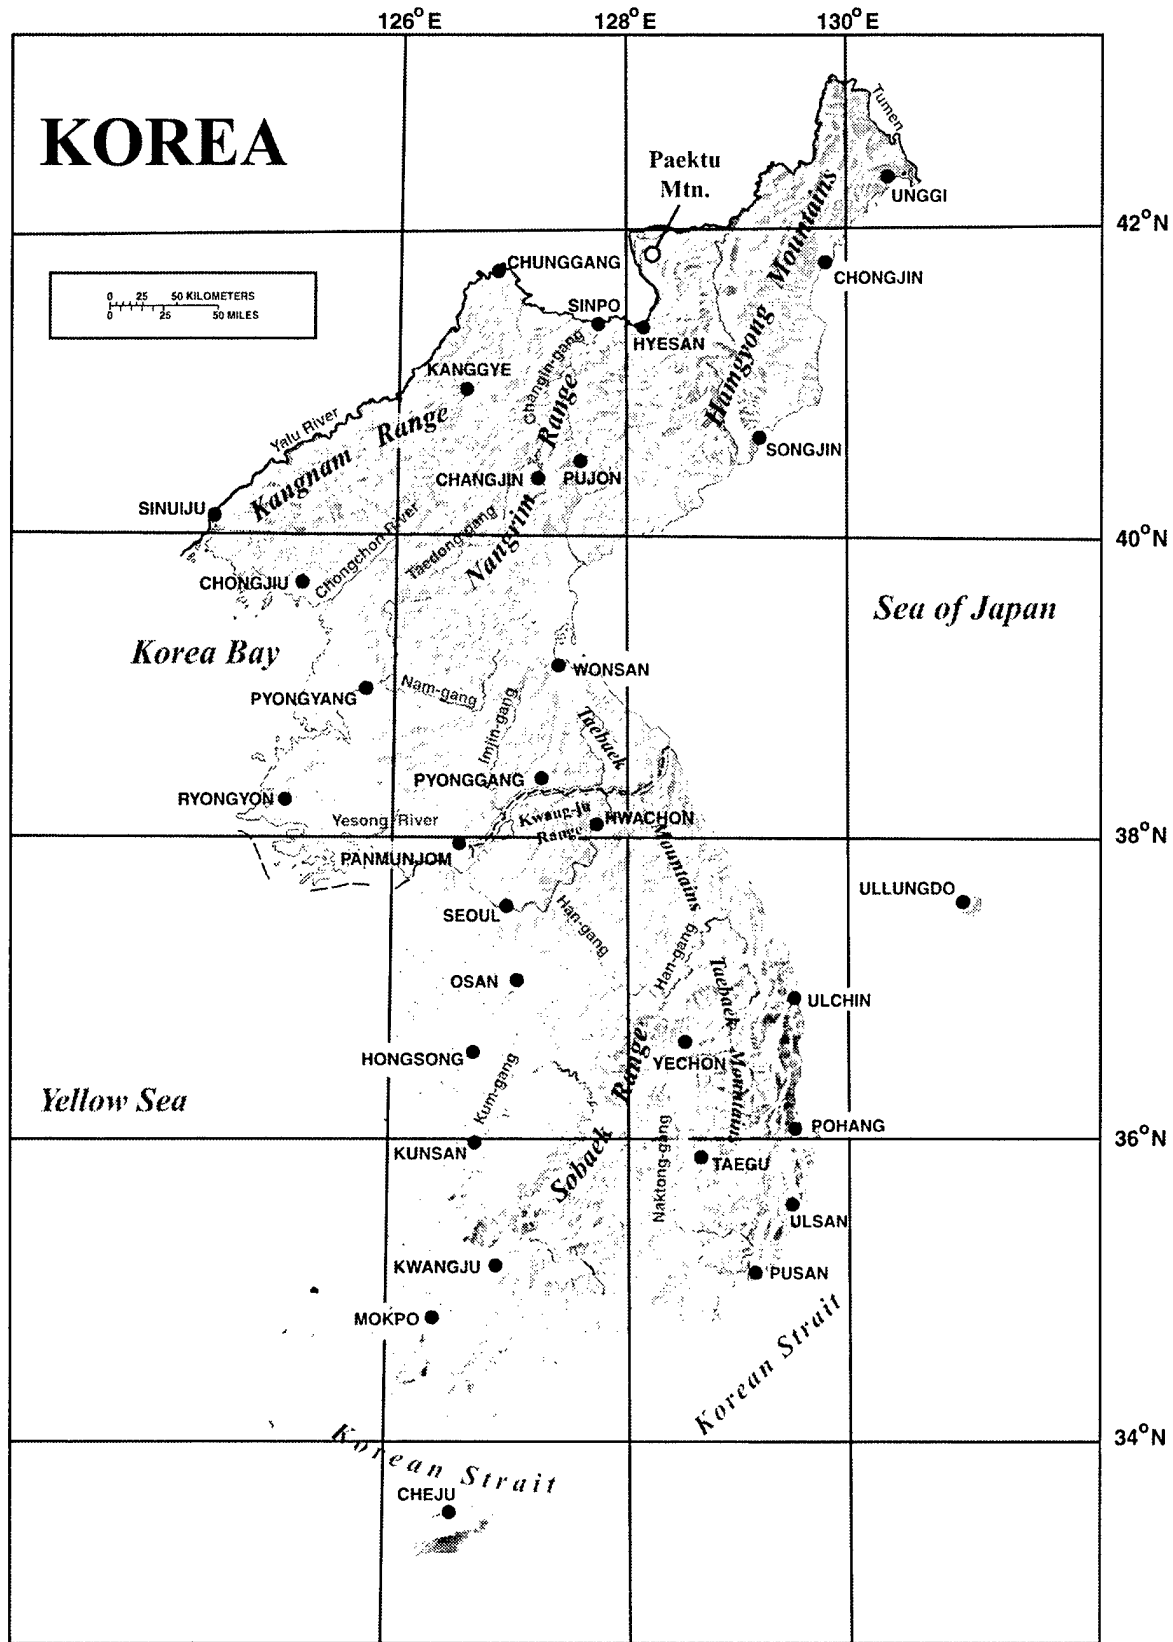 126°E 128°E 130°E
KOREA
Tumen
Paektu
Mtn.
UNGGI
42°N
Hamgyong Mountains
CHUNGGANG
CHONGJIN
0 25 50 KILOMETERS
0 25 50 MILES
SINPO
HYESAN
Changjin-gang
KANGGYE
Yalu River
Kangnam Range
SONGJIN
CHANGJIN
PUJON
Nangrim Range
SINUIJU
40°N
Chongchon River
Taedong-gang
CHONGJIU
Sea of Japan
Korea Bay
WONSAN
Nam-gang
PYONGYANG
Imjin-gang
Taebaek
Mountains
PYONGGANG
RYONGYON
Yesong River
Kwang-Ju
Range
HWACHON
38°N
PANMUNJOM
ULLUNGDO
SEOUL
Han-gang
Han-gang
OSAN
Taebaek Mountains
ULCHIN
HONGSONG
YECHON
Kum-gang
Sobaek Range
Yellow Sea
POHANG
36°N
KUNSAN
TAEGU
Naktong-gang
ULSAN
KWANGJU
PUSAN
MOKPO
Korean Strait
34°N
Korean Strait
CHEJU